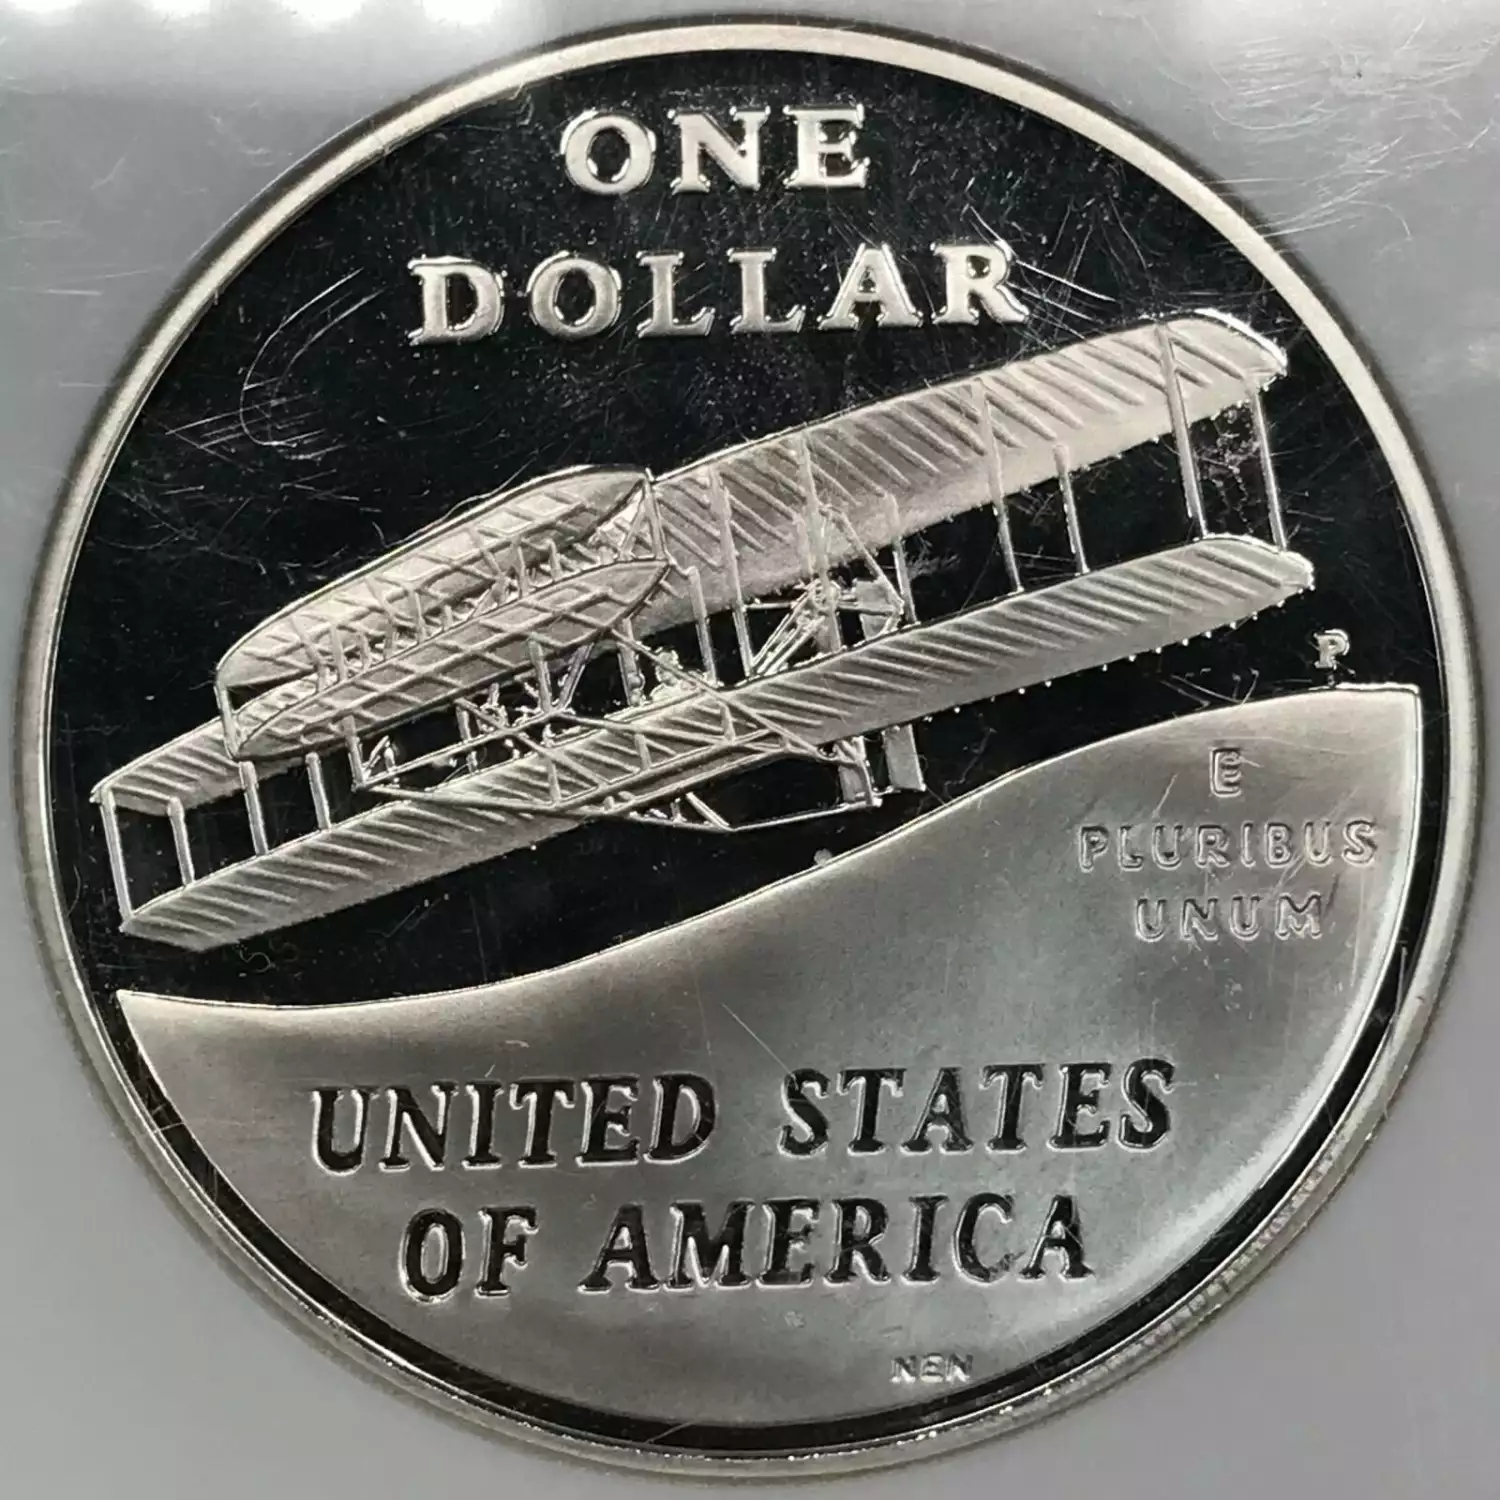 ONE
DOLLAR
P
E
PLURIBUS
UNUM
UNITED STATES
OF AMERICA
NEN